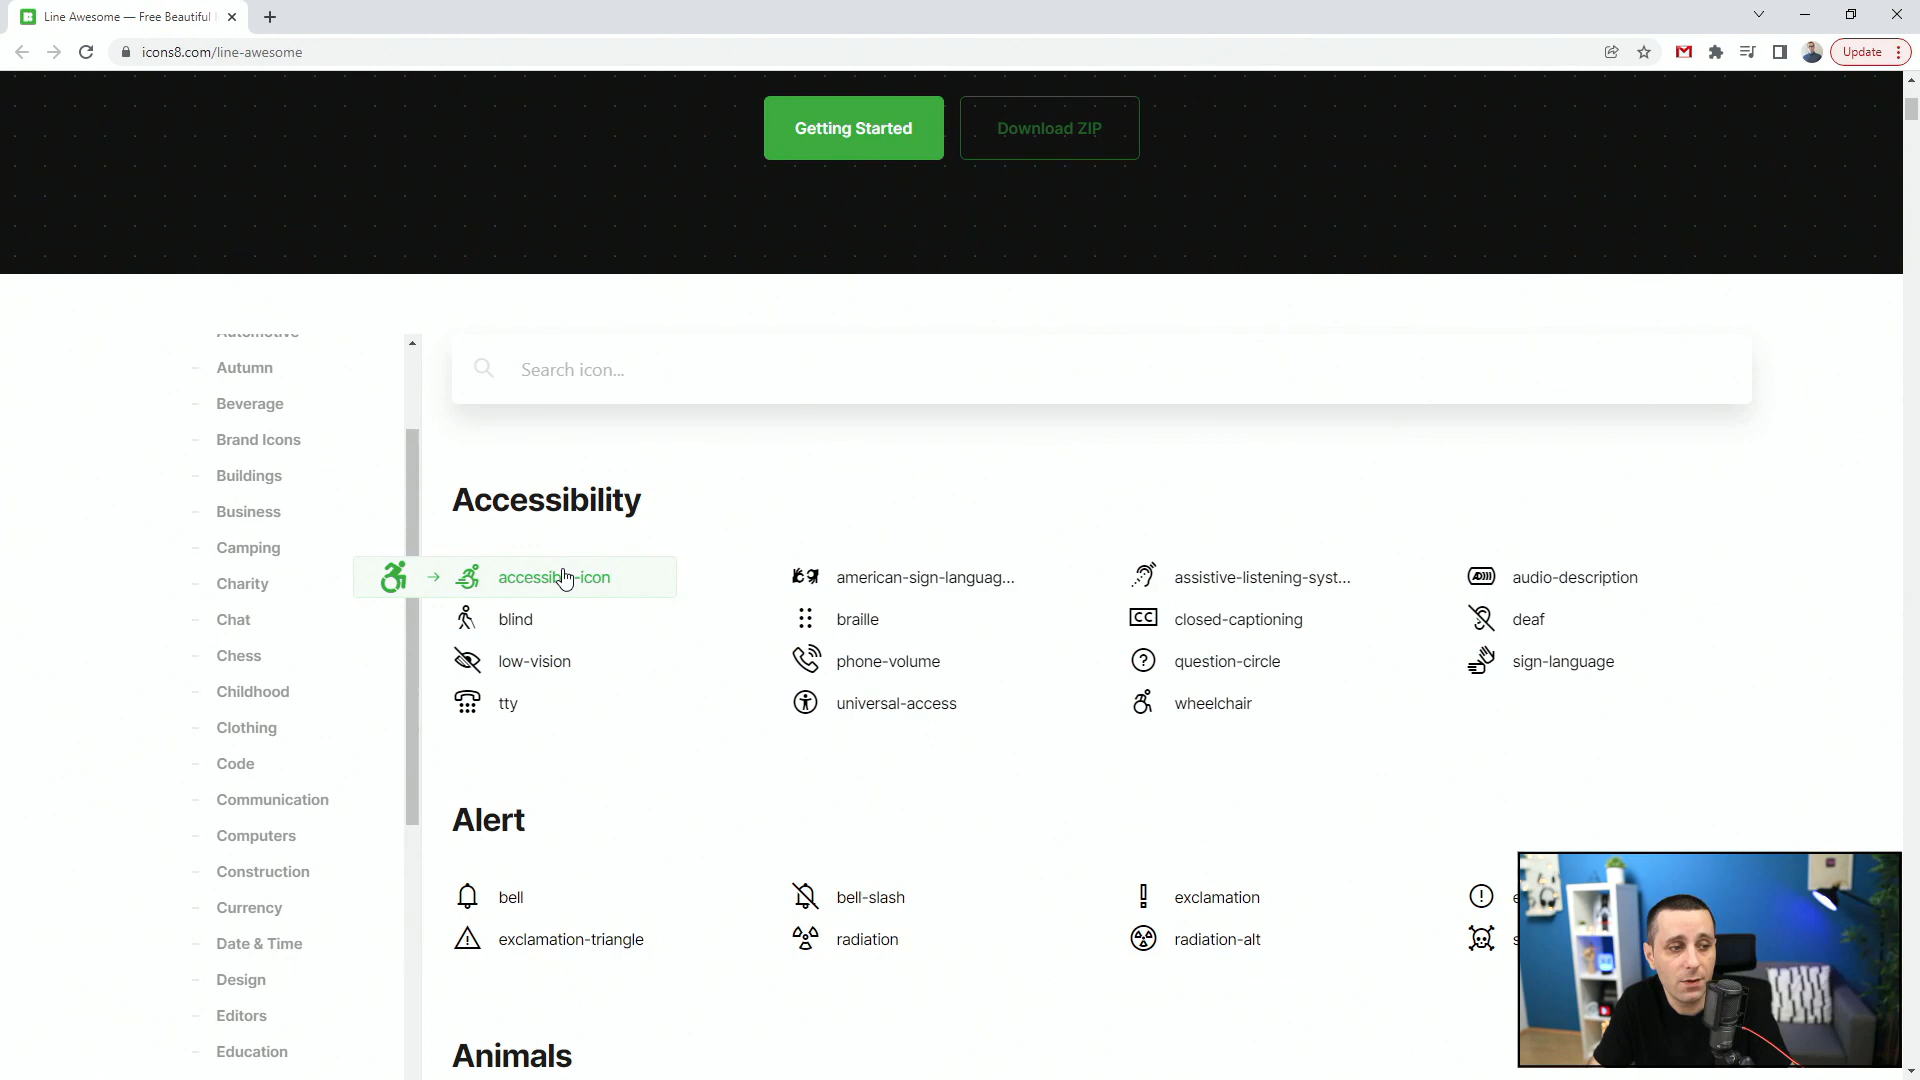 Line Awesome — Free Beautiful
icons8.com/line-awesome
Update
Getting Started
Download ZIP
Automotive
Autumn
Beverage
Brand Icons
Buildings
Business
Camping
Charity
Chat
Chess
Childhood
Clothing
Code
Communication
Computers
Construction
Currency
Date & Time
Design
Editors
Education
Search icon...
Accessibility
accessible-icon
american-sign-languag...
assistive-listening-syst...
audio-description
blind
braille
CC
closed-captioning
deaf
low-vision
phone-volume
question-circle
sign-language
tty
universal-access
wheelchair
Alert
bell
bell-slash
exclamation
exclamation-triangle
radiation
radiation-alt
Animals